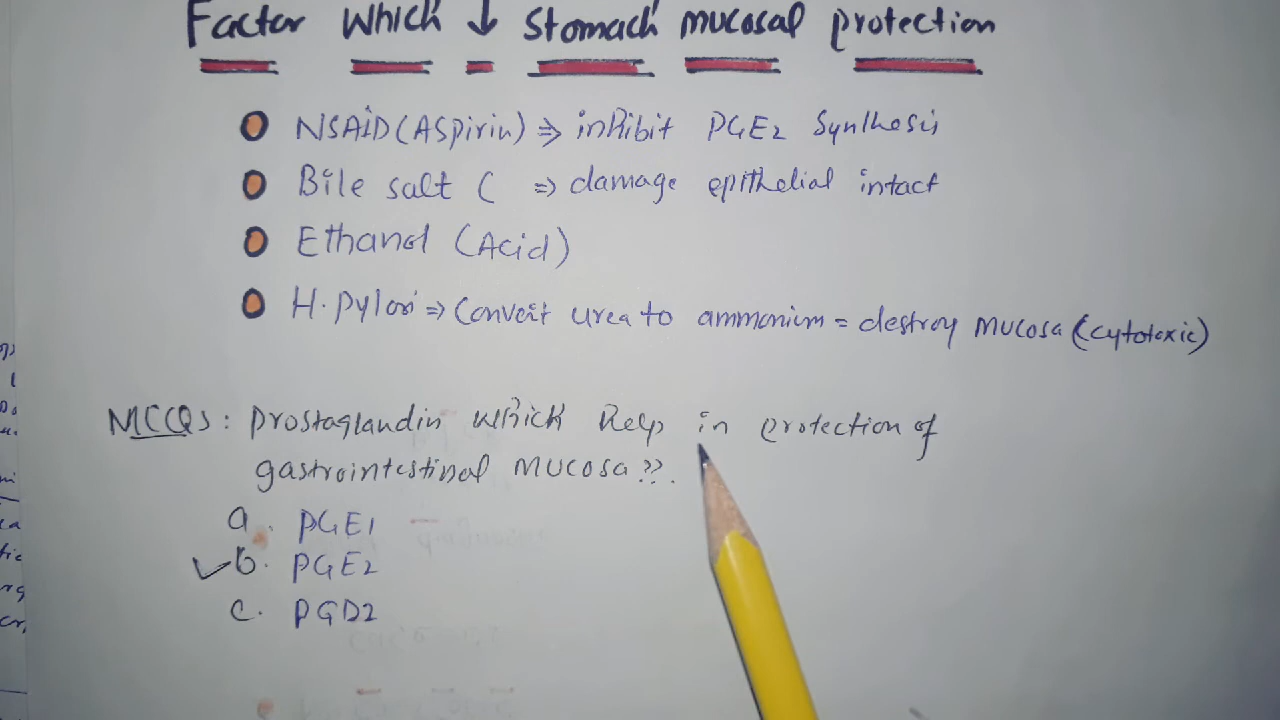 Factor Which ↓ Stomach mucosal protection
NSAID (Aspirin) ⇒ inhibit PGE2 Synthesis
Bile salt ( ⇒ damage epithelial intact
Ethanol (Acid)
H. pylori ⇒ Convert urea to ammonium = destroy mucosa (cytotoxic)
MCQS: prostaglandin which help in protection of
gastrointestinal mucosa??.
a. PGE1
✓ b. PGE2
c. PGD2